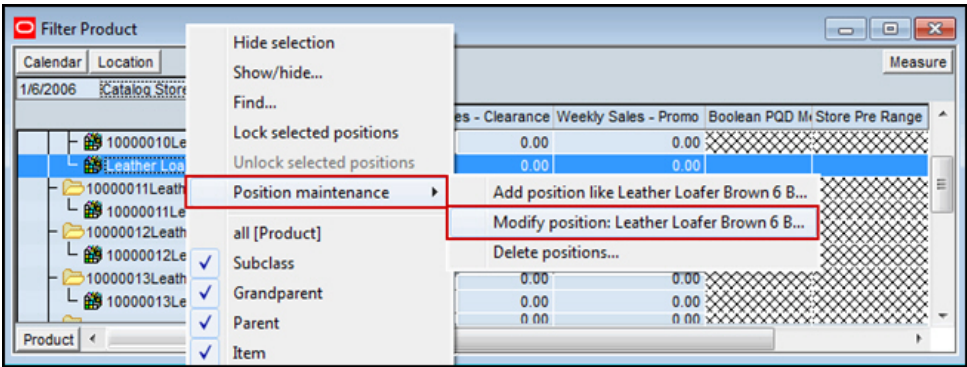 Filter Product
Calendar Location Measure
1/6/2006 Catalog Store
es - Clearance Weekly Sales - Promo Boolean PQD Store Pre Range
10000010Le 0.00 0.00
Leather Loa 0.00 0.00
10000011Leath
10000011Le
10000012Leath
10000012Le
10000013Leath 0.00 0.00
10000013Le 0.00 0.00
0.00 0.00
Product
Hide selection
Show/hide...
Find...
Lock selected positions
Unlock selected positions
Position maintenance
all [Product]
Subclass
Grandparent
Parent
Item
Add position like Leather Loafer Brown 6 B...
Modify position: Leather Loafer Brown 6 B...
Delete positions...